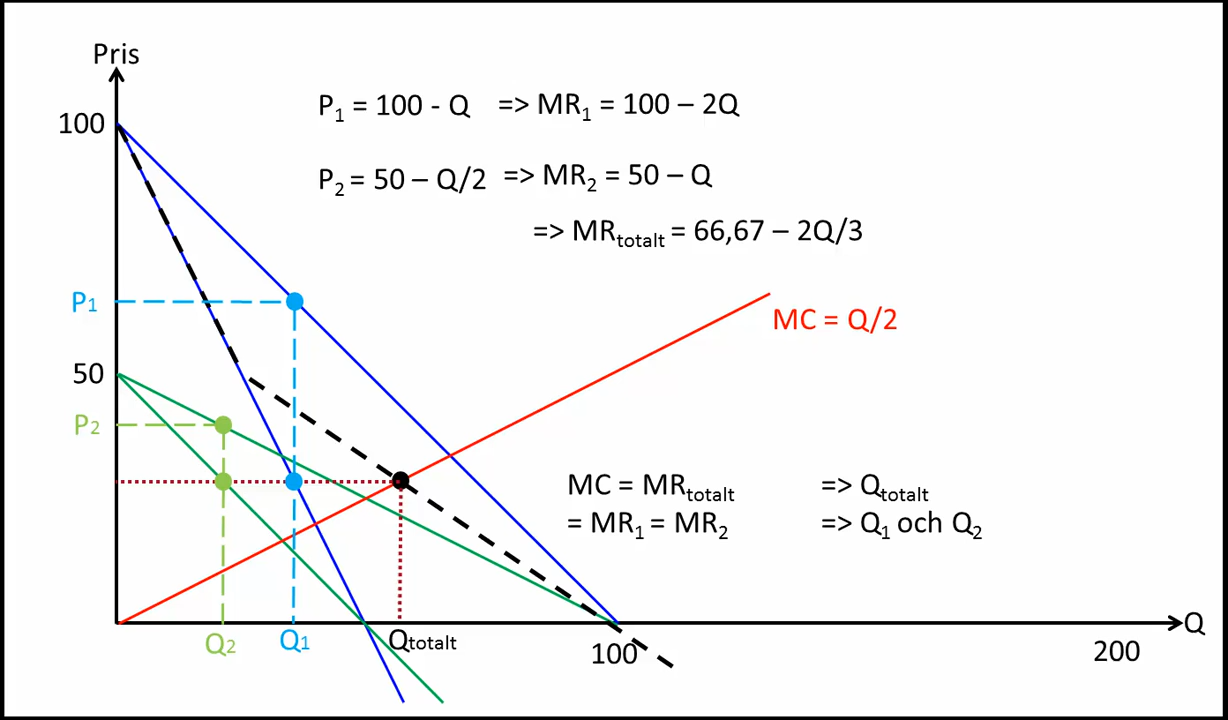 Pris
100
P1 = 100 - Q => MR1 = 100 – 2Q
P2 = 50 – Q/2 => MR2 = 50 – Q
=> MRtotalt = 66,67 – 2Q/3
P1
MC = Q/2
50
P2
MC = MRtotalt => Qtotalt
= MR1 = MR2 => Q1 och Q2
Q2 Q1 Qtotalt Q
100 200